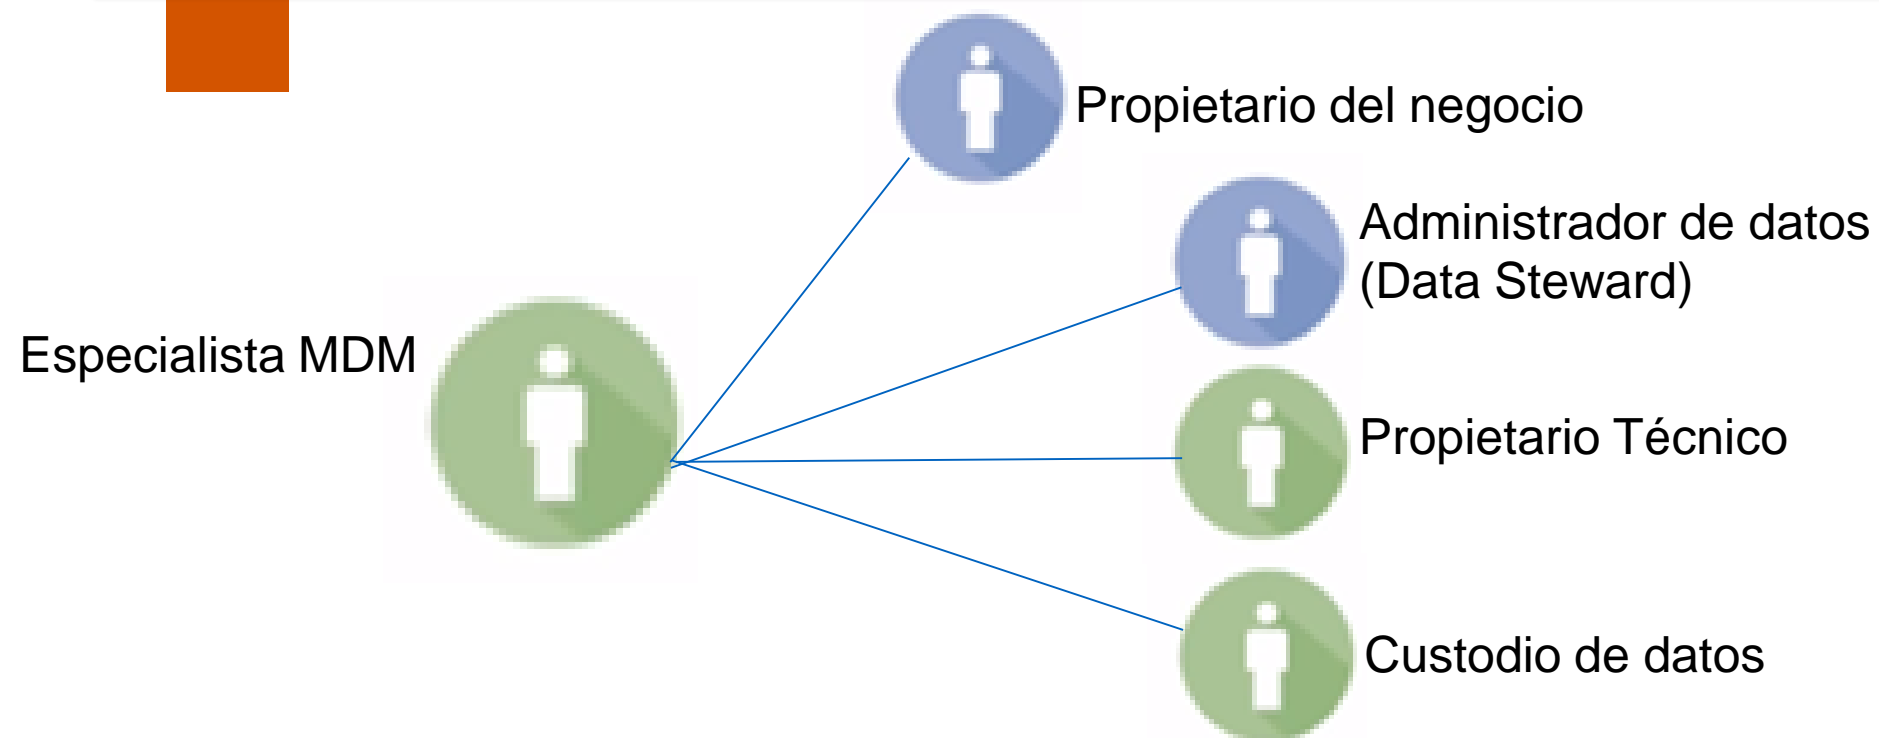 Propietario del negocio
Administrador de datos
(Data Steward)
Especialista MDM
Propietario Técnico
Custodio de datos